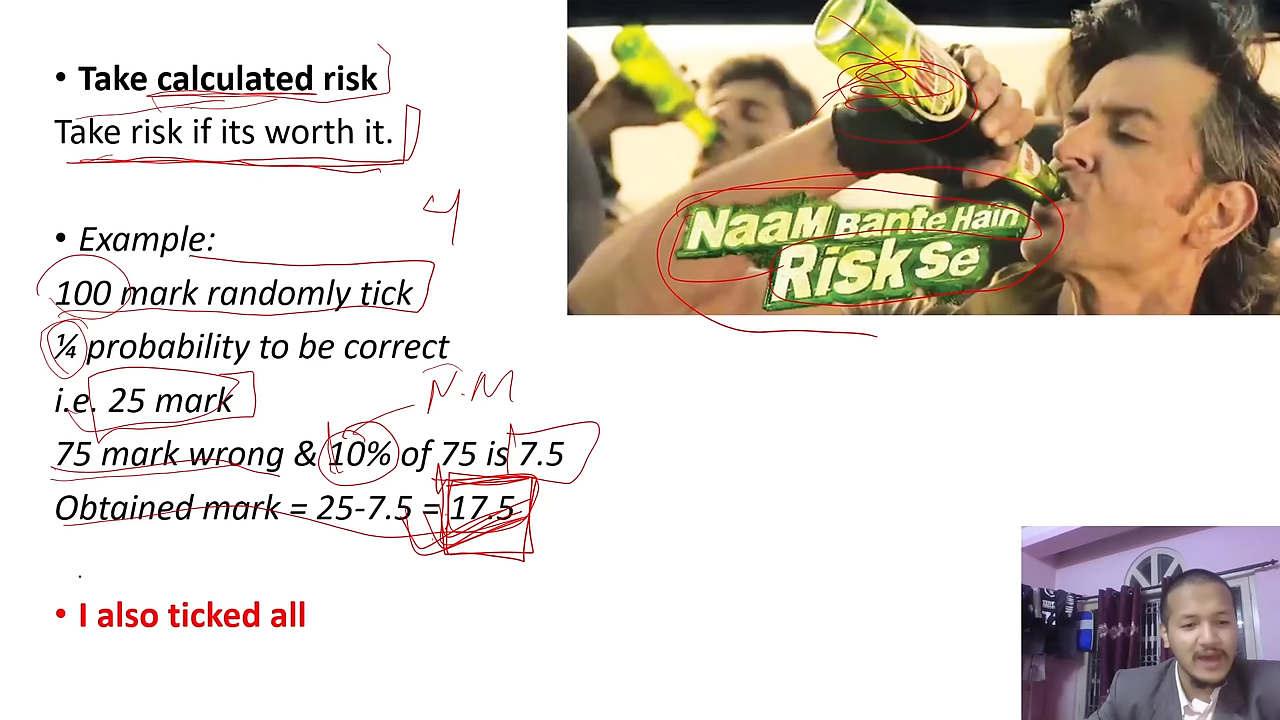 • Take calculated risk
Take risk if its worth it.
4
• Example:
100 mark randomly tick
¼ probability to be correct
i.e. 25 mark
N.M
75 mark wrong & 10% of 75 is 7.5
Obtained mark = 25-7.5 = 17.5
• I also ticked all
Naam Bante Hain
Risk Se